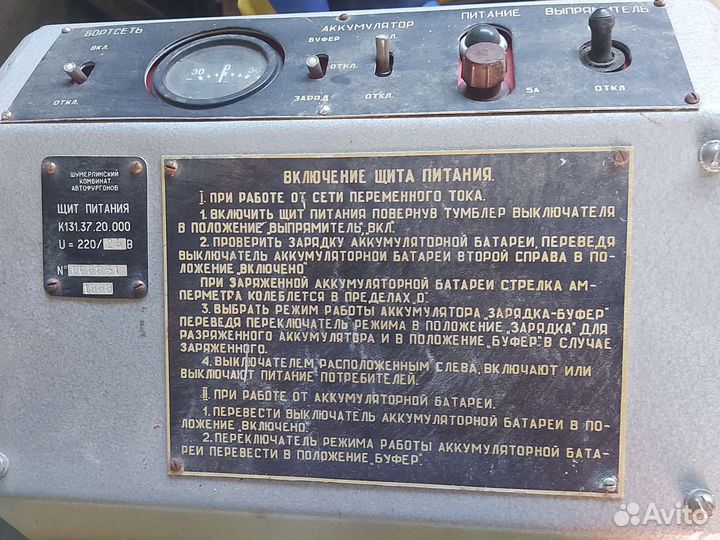 БОРТСЕТЬ
ВКЛ.
ОТКЛ.
30 0 30
АККУМУЛЯТОР
БУФЕР
ЗАРЯД
ОТКЛ.
ОТКЛ.
ПИТАНИЕ
5А
ВЫПРЯМИТЕЛЬ
ОТКЛ.
ШУМЕРЛИНСКИЙ
КОМБИНАТ
АВТОФУРГОНОВ
ЩИТ ПИТАНИЯ
К131.37.20.000
U = 220/24 В
N°
1988
ВКЛЮЧЕНИЕ ЩИТА ПИТАНИЯ.
I. ПРИ РАБОТЕ ОТ СЕТИ ПЕРЕМЕННОГО ТОКА.
1. ВКЛЮЧИТЬ ЩИТ ПИТАНИЯ ПОВЕРНУВ ТУМБЛЕР ВЫКЛЮЧАТЕЛЯ
В ПОЛОЖЕНИЕ „ВЫПРЯМИТЕЛЬ„ВКЛ".
2. ПРОВЕРИТЬ ЗАРЯДКУ АККУМУЛЯТОРНОЙ БАТАРЕИ, ПЕРЕВЕДЯ
ВЫКЛЮЧАТЕЛЬ АККУМУЛЯТОРНОЙ БАТАРЕИ ВТОРОЙ СПРАВА В ПО-
ЛОЖЕНИЕ „ВКЛЮЧЕНО"
ПРИ ЗАРЯЖЕННОЙ АККУМУЛЯТОРНОЙ БАТАРЕИ СТРЕЛКА АМ-
ПЕРМЕТРА КОЛЕБЛЕТСЯ В ПРЕДЕЛАХ „0".
3. ВЫБРАТЬ РЕЖИМ РАБОТЫ АККУМУЛЯТОРА „ЗАРЯДКА-БУФЕР"
ПЕРЕВЕДЯ ПЕРЕКЛЮЧАТЕЛЬ РЕЖИМА В ПОЛОЖЕНИЕ „ЗАРЯДКА" ДЛЯ
РАЗРЯЖЕННОГО АККУМУЛЯТОРА И В ПОЛОЖЕНИЕ „БУФЕР" В СЛУЧАЕ
ЗАРЯЖЕННОГО.
4. ВЫКЛЮЧАТЕЛЕМ, РАСПОЛОЖЕННЫМ СЛЕВА, ВКЛЮЧАЮТ ИЛИ
ВЫКЛЮЧАЮТ ПИТАНИЕ ПОТРЕБИТЕЛЕЙ.
II. ПРИ РАБОТЕ ОТ АККУМУЛЯТОРНОЙ БАТАРЕИ.
1. ПЕРЕВЕСТИ ВЫКЛЮЧАТЕЛЬ АККУМУЛЯТОРНОЙ БАТАРЕИ В ПО-
ЛОЖЕНИЕ „ВКЛЮЧЕНО".
2. ПЕРЕКЛЮЧАТЕЛЬ РЕЖИМА РАБОТЫ АККУМУЛЯТОРНОЙ БАТА-
РЕИ ПЕРЕВЕСТИ В ПОЛОЖЕНИЕ „БУФЕР"
Avito